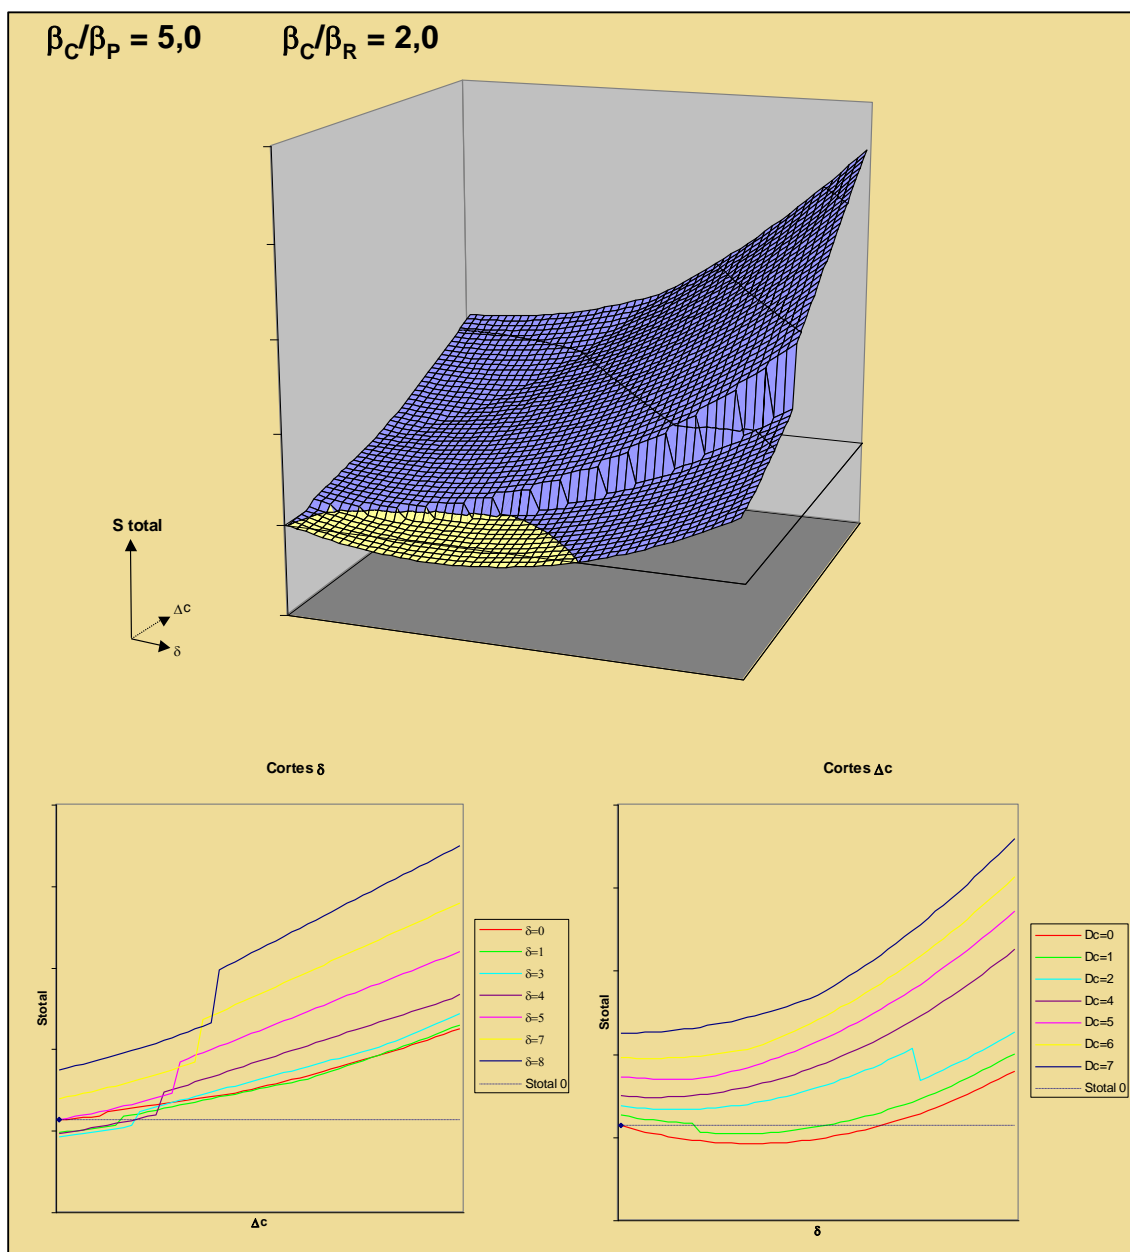 βC/βP = 5,0 βC/βR = 2,0
S total
Δc
δ
Cortes δ
Stotal
Δc
δ=0
δ=1
δ=3
δ=4
δ=5
δ=7
δ=8
Stotal 0
Cortes Δc
Stotal
δ
Dc=0
Dc=1
Dc=2
Dc=4
Dc=5
Dc=6
Dc=7
Stotal 0